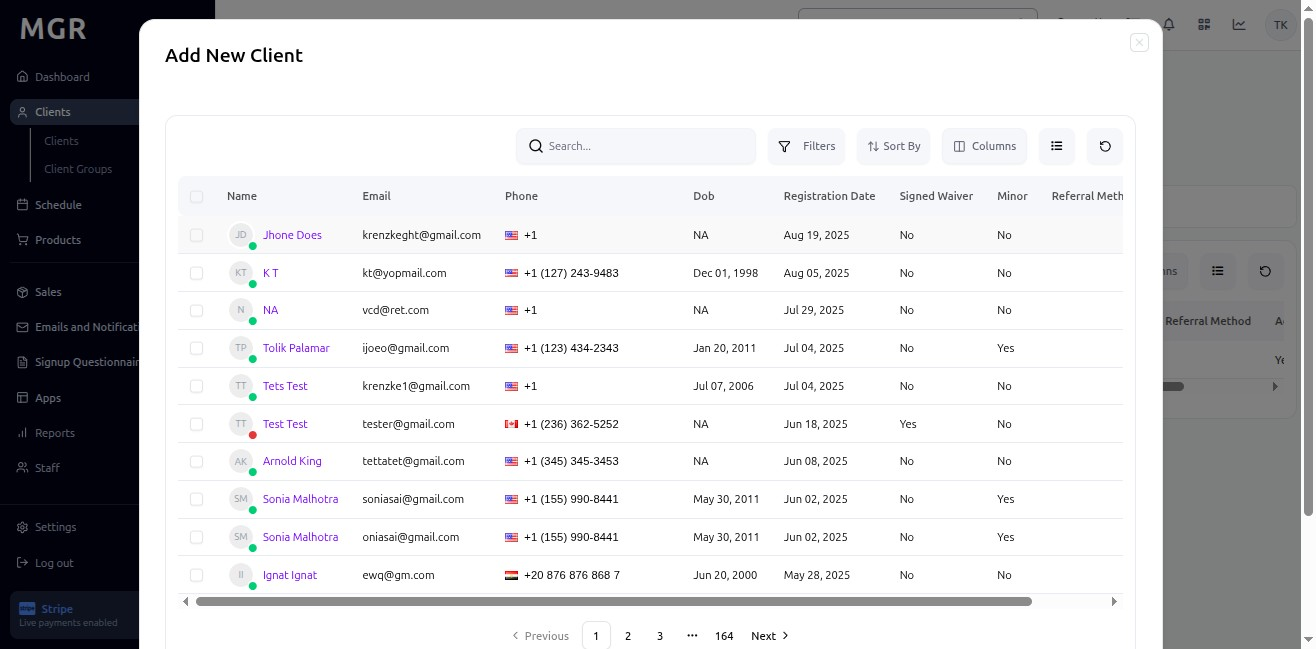 MGR
TK
Dashboard
Clients
Clients
Client Groups
Schedule
Products
Sales
Emails and Notificat
Signup Questionnair
Apps
Reports
Staff
Settings
Log out
Stripe
Live payments enabled
Add New Client
Search...
Filters
Sort By
Columns
Name Email Phone Dob Registration Date Signed Waiver Minor Referral Meth
JD Jhone Does krenzkeght@gmail.com +1 NA Aug 19, 2025 No No
KT K T kt@yopmail.com +1 (127) 243-9483 Dec 01, 1998 Aug 05, 2025 No No
N NA vcd@ret.com +1 NA Jul 29, 2025 No No
TP Tolik Palamar ijoeo@gmail.com +1 (123) 434-2343 Jan 20, 2011 Jul 04, 2025 No Yes
TT Tets Test krenzke1@gmail.com +1 Jul 07, 2006 Jul 04, 2025 No No
TT Test Test tester@gmail.com +1 (236) 362-5252 NA Jun 18, 2025 Yes No
AK Arnold King tettatet@gmail.com +1 (345) 345-3453 NA Jun 08, 2025 No No
SM Sonia Malhotra soniasai@gmail.com +1 (155) 990-8441 May 30, 2011 Jun 02, 2025 No Yes
SM Sonia Malhotra oniasai@gmail.com +1 (155) 990-8441 May 30, 2011 Jun 02, 2025 No Yes
II Ignat Ignat ewq@gm.com +20 876 876 868 7 Jun 20, 2000 May 28, 2025 No No
Previous 1 2 3 ••• 164 Next
ns
Referral Method